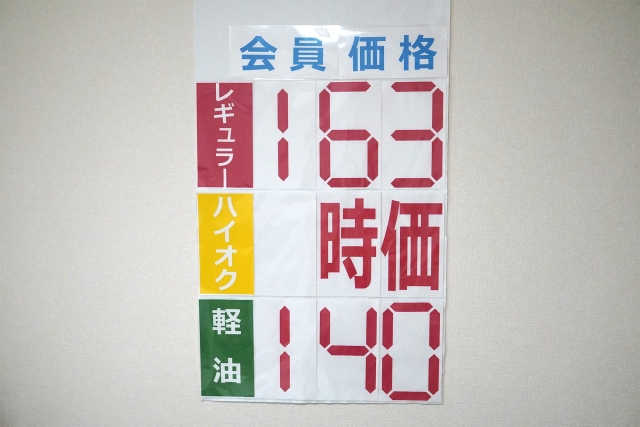 会員価格
レギュラー 163
ハイオク 時価
軽油 140